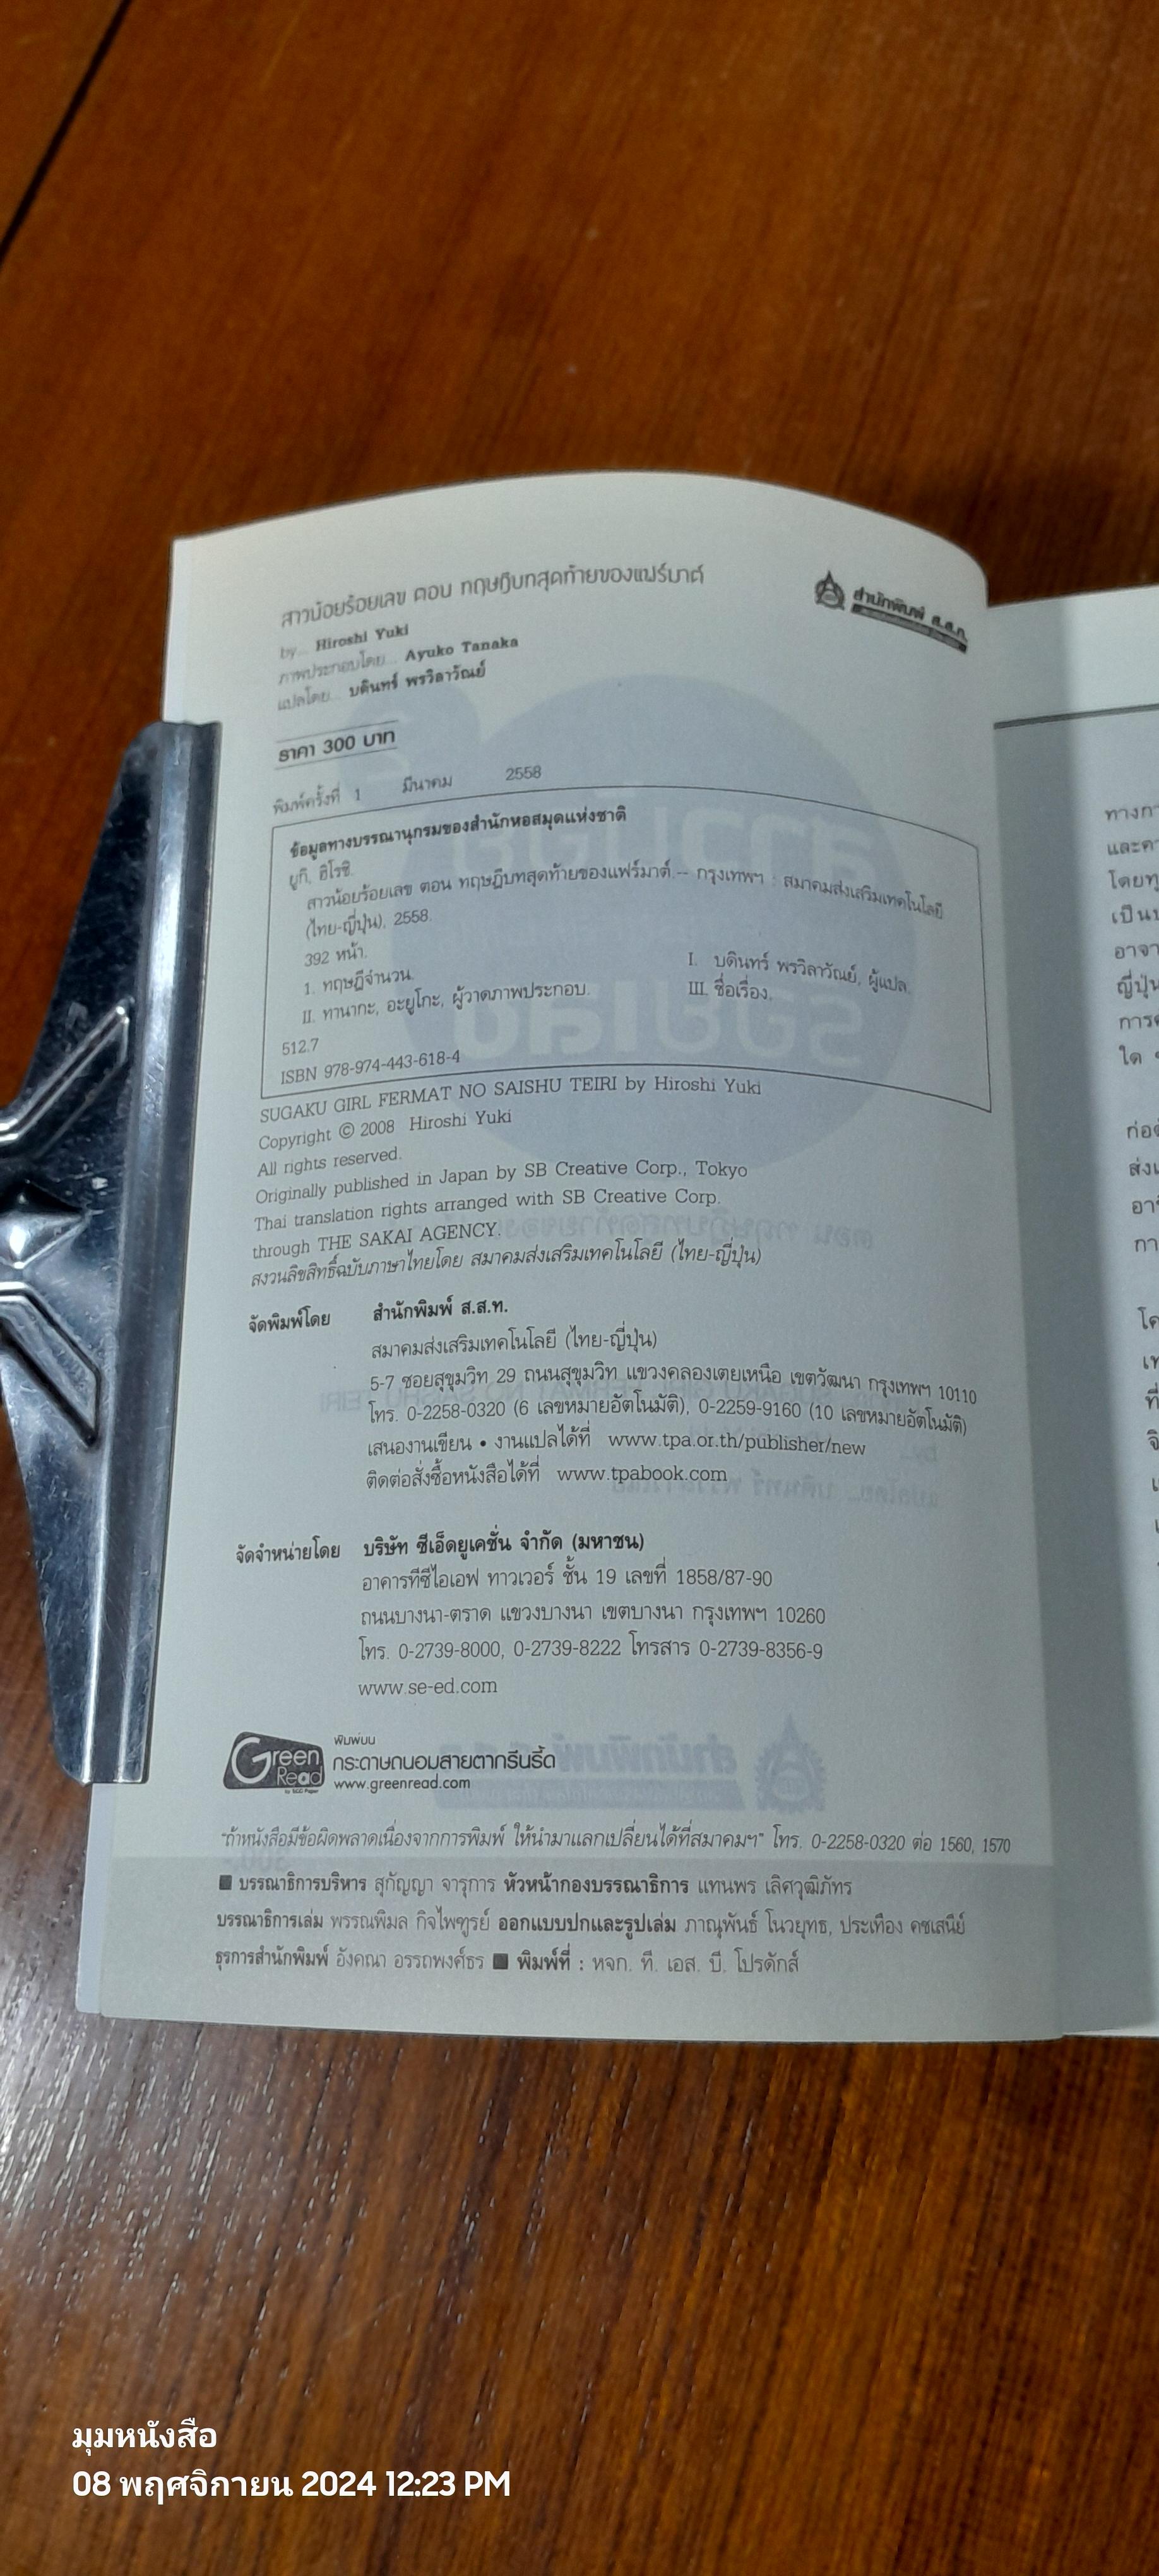 สาวน้อยร้อยเลข ตอน ทฤษฎีบทสุดท้ายของแฟร์มาต์
สำนักพิมพ์ ส.ส.ท.
by... Hiroshi Yuki
ภาพประกอบโดย... Ayuko Tanaka
แปลโดย... บดินทร์ พรวิลาวัณย์
ราคา 300 บาท
พิมพ์ครั้งที่ 1 มีนาคม 2558
ข้อมูลทางบรรณานุกรมของสำนักหอสมุดแห่งชาติ
ยูกิ, ฮิโรชิ.
สาวน้อยร้อยเลข ตอน ทฤษฎีบทสุดท้ายของแฟร์มาต์.-- กรุงเทพฯ : สมาคมส่งเสริมเทคโนโลยี
(ไทย-ญี่ปุ่น), 2558.
392 หน้า.
1. ทฤษฎีจำนวน. I. บดินทร์ พรวิลาวัณย์, ผู้แปล.
II. ทานากะ, อะยูโกะ, ผู้วาดภาพประกอบ. III. ชื่อเรื่อง.
512.7
ISBN 978-974-443-618-4
SUGAKU GIRL FERMAT NO SAISHU TEIRI by Hiroshi Yuki
Copyright © 2008 Hiroshi Yuki
All rights reserved.
Originally published in Japan by SB Creative Corp., Tokyo
Thai translation rights arranged with SB Creative Corp.
through THE SAKAI AGENCY.
สงวนลิขสิทธิ์ฉบับภาษาไทยโดย สมาคมส่งเสริมเทคโนโลยี (ไทย-ญี่ปุ่น)
จัดพิมพ์โดย สำนักพิมพ์ ส.ส.ท.
สมาคมส่งเสริมเทคโนโลยี (ไทย-ญี่ปุ่น)
5-7 ซอยสุขุมวิท 29 ถนนสุขุมวิท แขวงคลองเตยเหนือ เขตวัฒนา กรุงเทพฯ 10110
โทร. 0-2258-0320 (6 เลขหมายอัตโนมัติ), 0-2259-9160 (10 เลขหมายอัตโนมัติ)
เสนองานเขียน • งานแปลได้ที่ www.tpa.or.th/publisher/new
ติดต่อสั่งซื้อหนังสือได้ที่ www.tpabook.com
จัดจำหน่ายโดย บริษัท ซีเอ็ดยูเคชั่น จำกัด (มหาชน)
อาคารทีซีไอเอฟ ทาวเวอร์ ชั้น 19 เลขที่ 1858/87-90
ถนนบางนา-ตราด แขวงบางนา เขตบางนา กรุงเทพฯ 10260
โทร. 0-2739-8000, 0-2739-8222 โทรสาร 0-2739-8356-9
www.se-ed.com
Green Read
by SCG Paper
พิมพ์บน
กระดาษถนอมสายตากรีนรี้ด
www.greenread.com
"ถ้าหนังสือมีข้อผิดพลาดเนื่องจากการพิมพ์ ให้นำมาแลกเปลี่ยนได้ที่สมาคมฯ" โทร. 0-2258-0320 ต่อ 1560, 1570
■ บรรณาธิการบริหาร สุกัญญา จารุการ หัวหน้ากองบรรณาธิการ แทนพร เลิศวุฒิภัทร
บรรณาธิการเล่ม พรรณพิมล กิจไพฑูรย์ ออกแบบปกและรูปเล่ม ภาณุพันธ์ โนวยุทธ, ประเทือง คชเสนีย์
ธุรการสำนักพิมพ์ อังคณา อรรถพงศ์ธร ■ พิมพ์ที่ : หจก. ที. เอส. บี. โปรดักส์
มุมหนังสือ
08 พฤศจิกายน 2024 12:23 PM